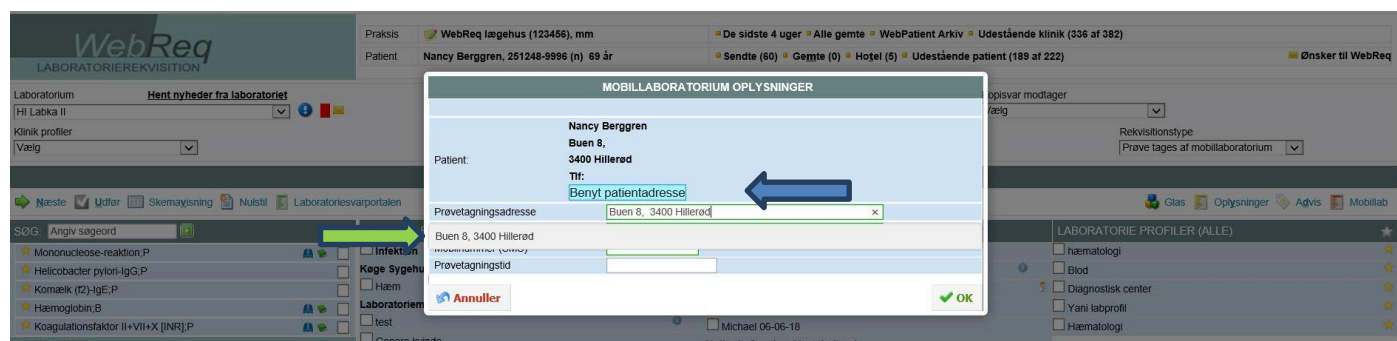 WebReq
LABORATORIEREKVISITION
Praksis WebReq lægehus (123456), mm De sidste 4 uger Alle gemte WebPatient Arkiv Udestående klinik (336 af 382)
Patient Nancy Berggren, 251248-9996 (n) 69 år Sendte (60) Gemte (0) Hotel (5) Udestående patient (189 af 222) Ønsker til WebReq
Laboratorium Hent nyheder fra laboratoriet
HI Labka II
Klinik profiler
Vælg
opisvar modtager
Vælg
Rekvisitionstype
Prøve tages af mobillaboratorium
MOBILLABORATORIUM OPLYSNINGER
Patient:
Nancy Berggren
Buen 8,
3400 Hillerød
Tlf:
Benyt patientadresse
Prøvetagningsadresse Buen 8, 3400 Hillerød ×
Buen 8, 3400 Hillerød
Mobilnummer (SMS)
Prøvetagningstid
Annuller OK
Næste Udfør Skemavisning Nulstil Laboratoriesvarportalen Glas Oplysninger Advis Mobillab
SØG: Angiv søgeord
Mononucleose-reaktion;P
Helicobacter pylori-IgG;P
Komælk (f2)-IgE;P
Hæmoglobin;B
Koagulationsfaktor II+VII+X [INR];P
Infektion
Køge Sygehu
Hæm
Laboratoriem
test
Michael 06-06-18
LABORATORIE PROFILER (ALLE)
hæmatologi
Blod
Diagnostisk center
Yani labprofil
Hæmatologi